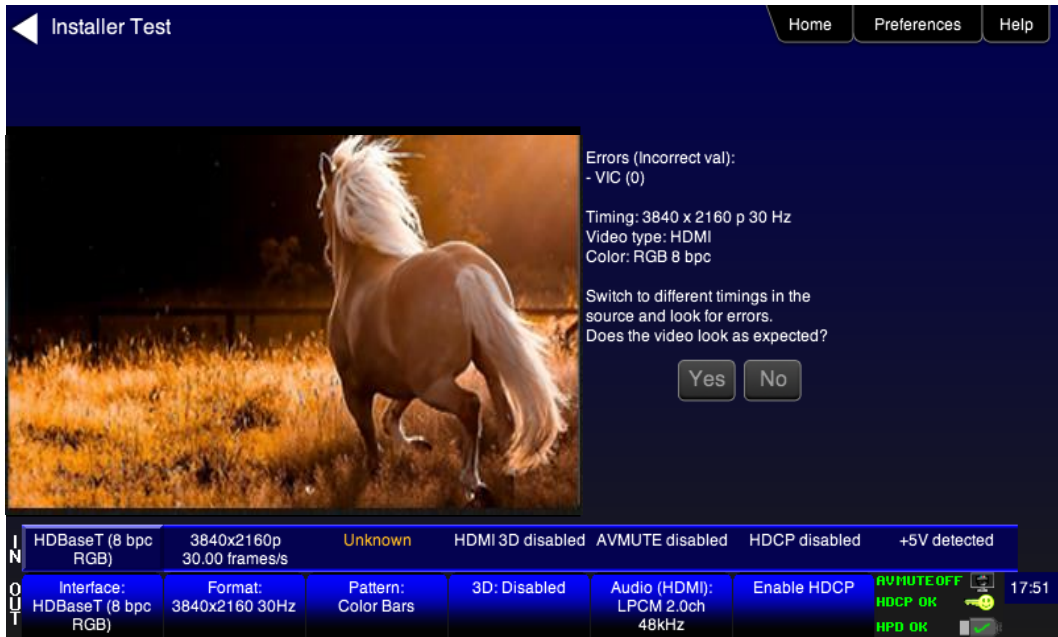 Installer Test
Home
Preferences
Help
Errors (Incorrect val):
- VIC (0)
Timing: 3840 x 2160 p 30 Hz
Video type: HDMI
Color: RGB 8 bpc
Switch to different timings in the
source and look for errors.
Does the video look as expected?
Yes
No
IN
HDBaseT (8 bpc
RGB)
3840x2160p
30.00 frames/s
Unknown
HDMI 3D disabled
AVMUTE disabled
HDCP disabled
+5V detected
OUT
Interface:
HDBaseT (8 bpc
RGB)
Format:
3840x2160 30Hz
Pattern:
Color Bars
3D: Disabled
Audio (HDMI):
LPCM 2.0ch
48kHz
Enable HDCP
AVMUTEOFF
HDCP OK
HPD OK
17:51